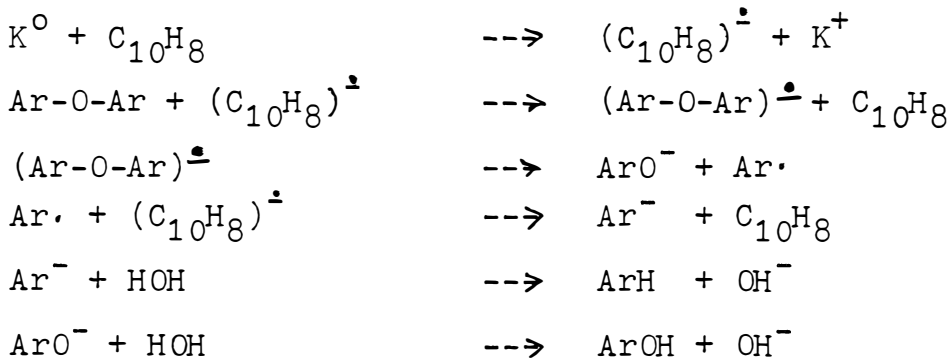 K⁰ + C₁₀H₈ --> (C₁₀H₈)•⁻ + K⁺
Ar-O-Ar + (C₁₀H₈)•⁻ --> (Ar-O-Ar)•⁻ + C₁₀H₈
(Ar-O-Ar)•⁻ --> ArO⁻ + Ar·
Ar· + (C₁₀H₈)•⁻ --> Ar⁻ + C₁₀H₈
Ar⁻ + HOH --> ArH + OH⁻
ArO⁻ + HOH --> ArOH + OH⁻